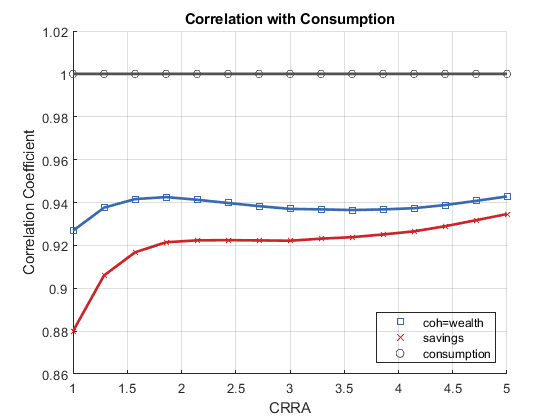 Correlation with Consumption
1.02
1
0.98
0.96
0.94
0.92
0.9
0.88
0.86
Correlation Coefficient
1 1.5 2 2.5 3 3.5 4 4.5 5
CRRA
coh=wealth
savings
consumption